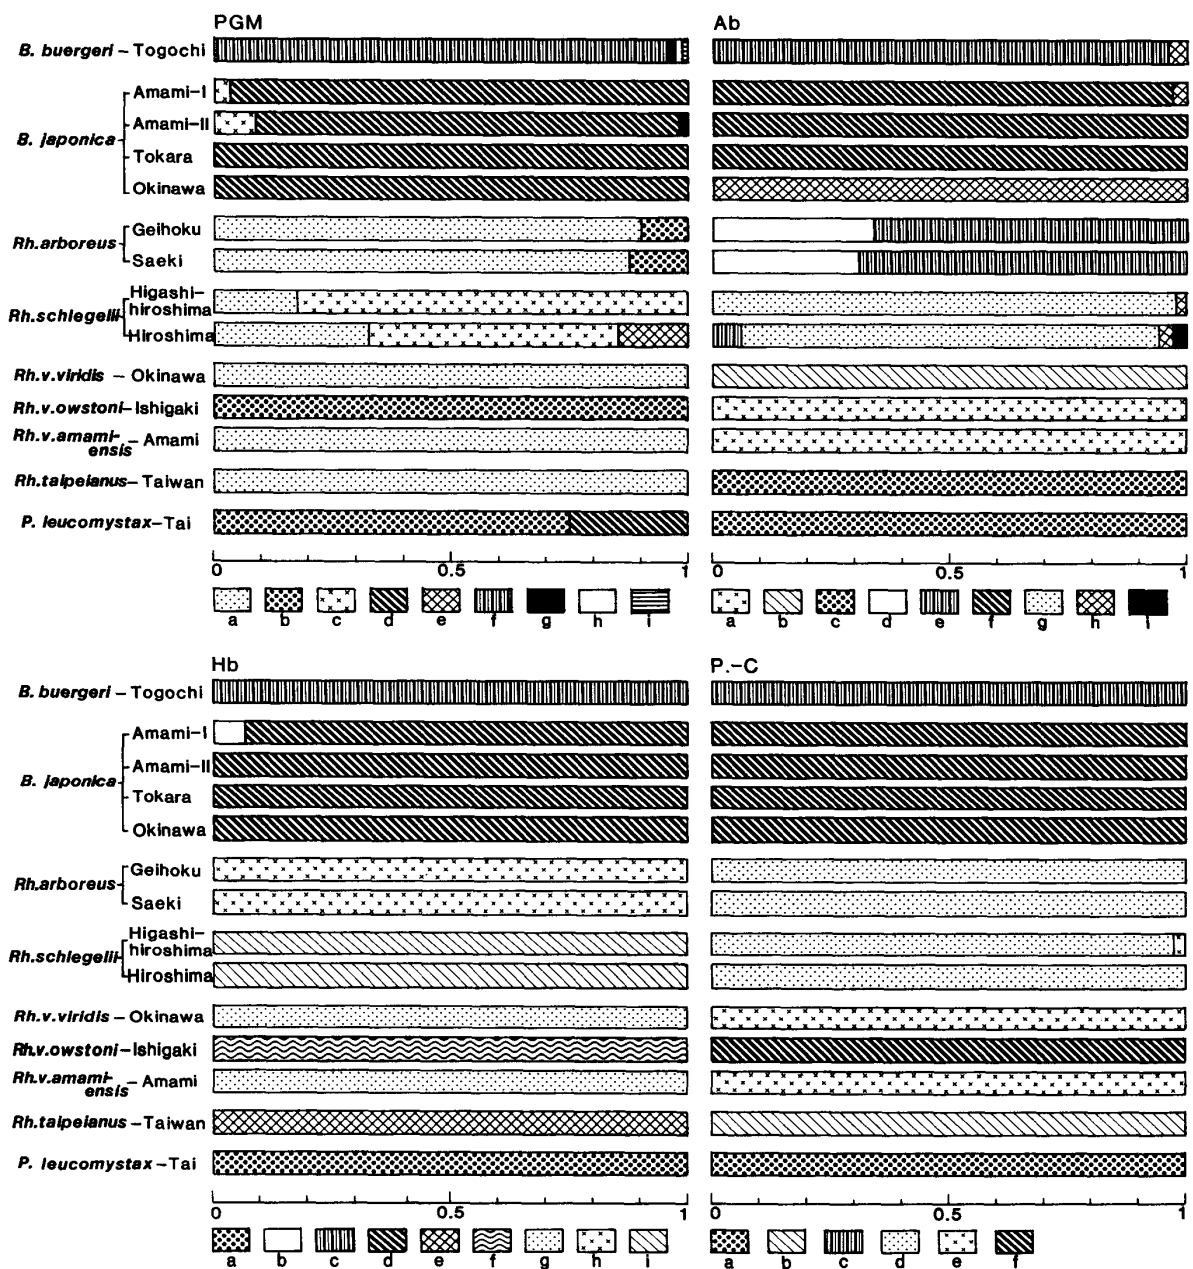 PGM
Ab
B. buergeri – Togochi
Amami-I
B. japonica
Amami-II
Tokara
Okinawa
Geihoku
Rh.arboreus
Saeki
Higashi-
hiroshima
Rh.schlegelii
Hiroshima
Rh.v.viridis – Okinawa
Rh.v.owstoni–Ishigaki
Rh.v.amami-
ensis – Amami
Rh.taipeianus–Taiwan
P. leucomystax–Tai
0 0.5 1
0 0.5 1
a b c d e f g h i
a b c d e f g h i
Hb
P.-C
B. buergeri – Togochi
Amami-I
B. japonica
Amami-II
Tokara
Okinawa
Geihoku
Rh.arboreus
Saeki
Higashi-
hiroshima
Rh.schlegelii
Hiroshima
Rh.v.viridis – Okinawa
Rh.v.owstoni–Ishigaki
Rh.v.amami-
ensis – Amami
Rh.taipeianus–Taiwan
P. leucomystax–Tai
0 0.5 1
0 0.5 1
a b c d e f g h i
a b c d e f